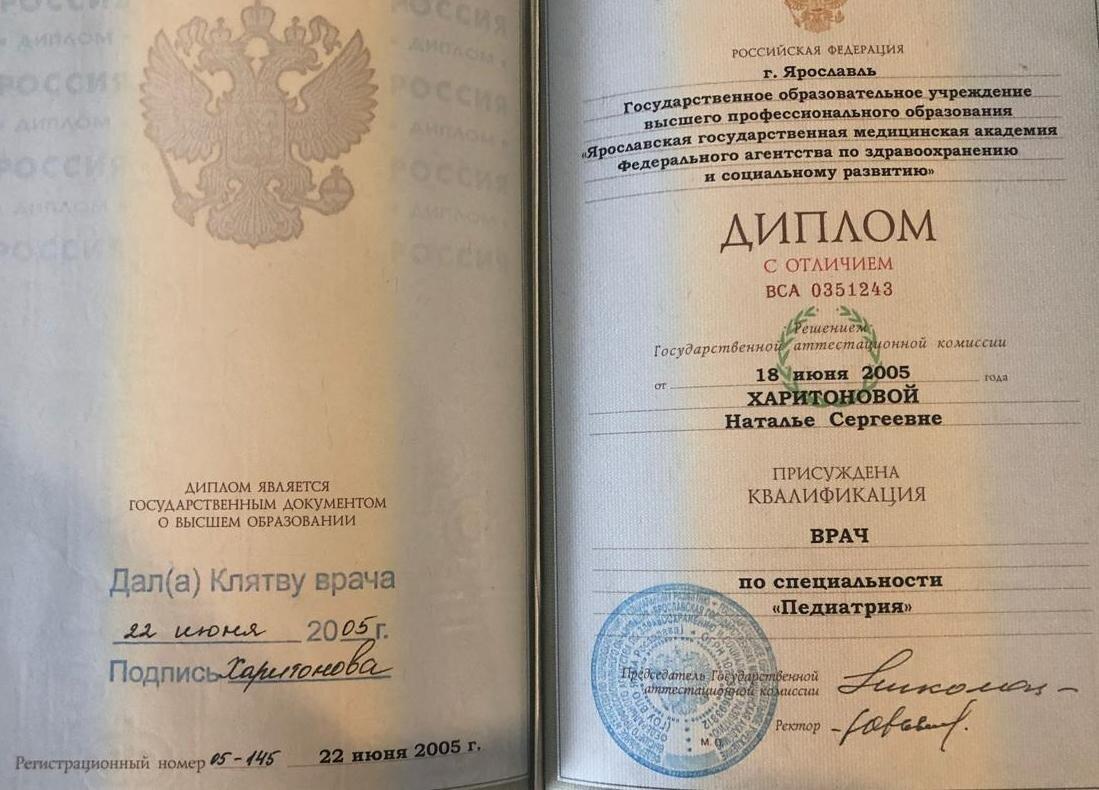 ДИПЛОМ ЯВЛЯЕТСЯ
ГОСУДАРСТВЕННЫМ ДОКУМЕНТОМ
О ВЫСШЕМ ОБРАЗОВАНИИ
Дал(а) Клятву врача
22 июня 2005 г.
Подпись Харитонова
Регистрационный номер 05-145 22 июня 2005 г.
РОССИЙСКАЯ ФЕДЕРАЦИЯ
г. Ярославль
Государственное образовательное учреждение
высшего профессионального образования
«Ярославская государственная медицинская академия
Федерального агентства по здравоохранению
и социальному развитию»
ДИПЛОМ
С ОТЛИЧИЕМ
ВСА 0351243
Решением
Государственной аттестационной комиссии
от 18 июня 2005 года
ХАРИТОНОВОЙ
Наталье Сергеевне
ПРИСУЖДЕНА
КВАЛИФИКАЦИЯ
ВРАЧ
по специальности
«Педиатрия»
Председатель Государственной
аттестационной комиссии
Ректор
М.П.